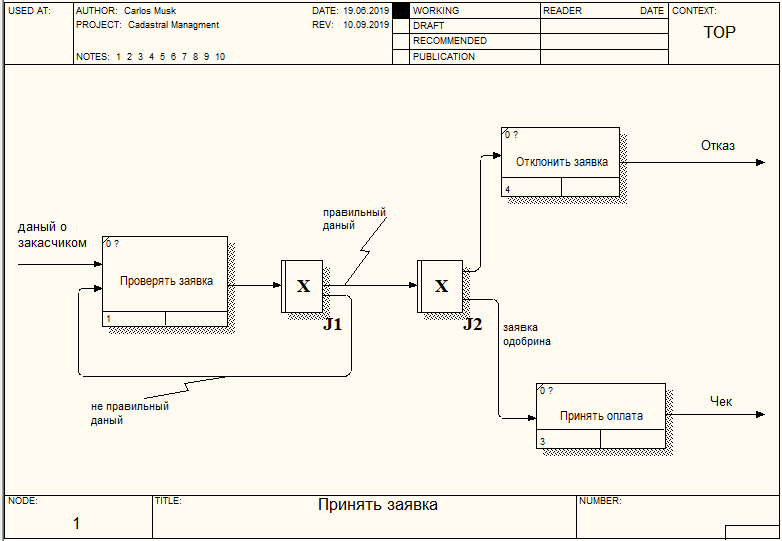 USED AT:
AUTHOR: Carlos Musk
DATE: 19.06.2019
WORKING
READER
DATE
CONTEXT:
PROJECT: Cadastral Managment
REV: 10.09.2019
DRAFT
TOP
RECOMMENDED
NOTES: 1 2 3 4 5 6 7 8 9 10
PUBLICATION
0 ?
Отклонить заявка
4
Отказ
правильный
даный
даный о
закасчиком
0 ?
Проверять заявка
1
X
J1
X
J2
заявка
одобрина
не правильный
даный
0 ?
Принять оплата
3
Чек
NODE:
1
TITLE:
Принять заявка
NUMBER: